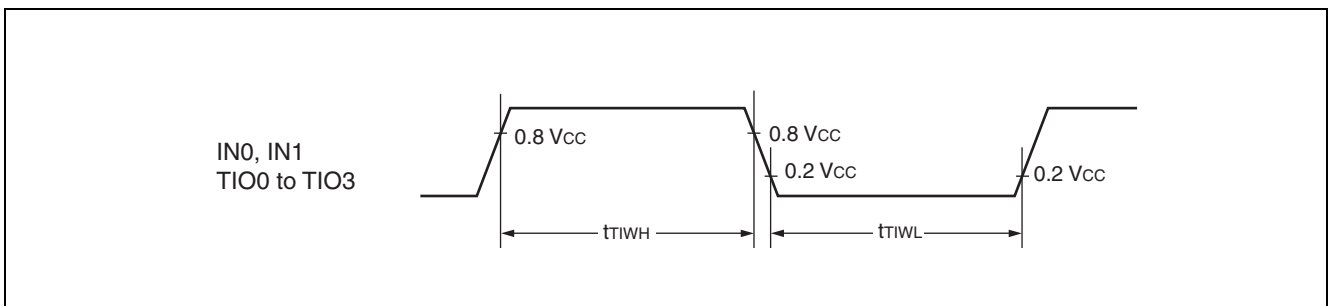 IN0, IN1
TIO0 to TIO3
0.8 VCC
0.8 VCC
0.2 VCC
0.2 VCC
tTIWH
tTIWL